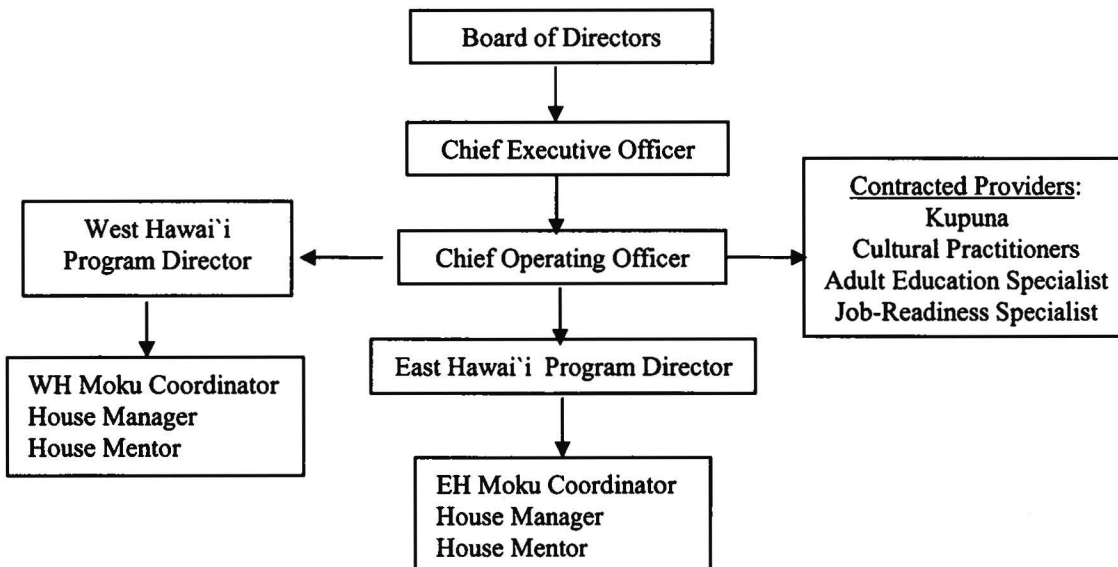 Board of Directors
Chief Executive Officer
Contracted Providers:
Kupuna
Cultural Practitioners
Adult Education Specialist
Job-Readiness Specialist
West Hawai`i
Program Director
Chief Operating Officer
East Hawai`i Program Director
WH Moku Coordinator
House Manager
House Mentor
EH Moku Coordinator
House Manager
House Mentor